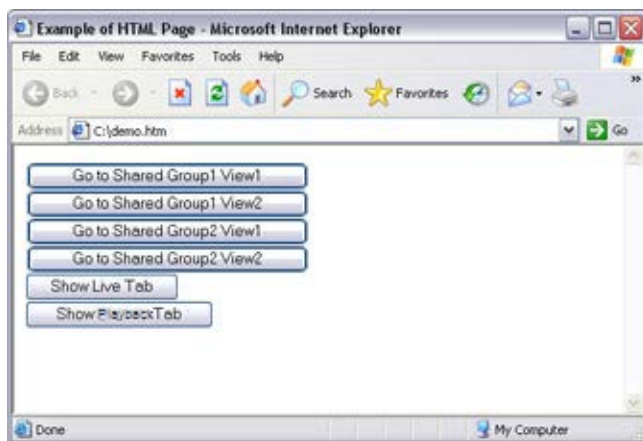 Example of HTML Page - Microsoft Internet Explorer
File Edit View Favorites Tools Help
Back Search Favorites »
Address C:\demo.htm Go
Go to Shared Group1 View1
Go to Shared Group1 View2
Go to Shared Group2 View1
Go to Shared Group2 View2
Show Live Tab
Show Playback Tab
Done My Computer